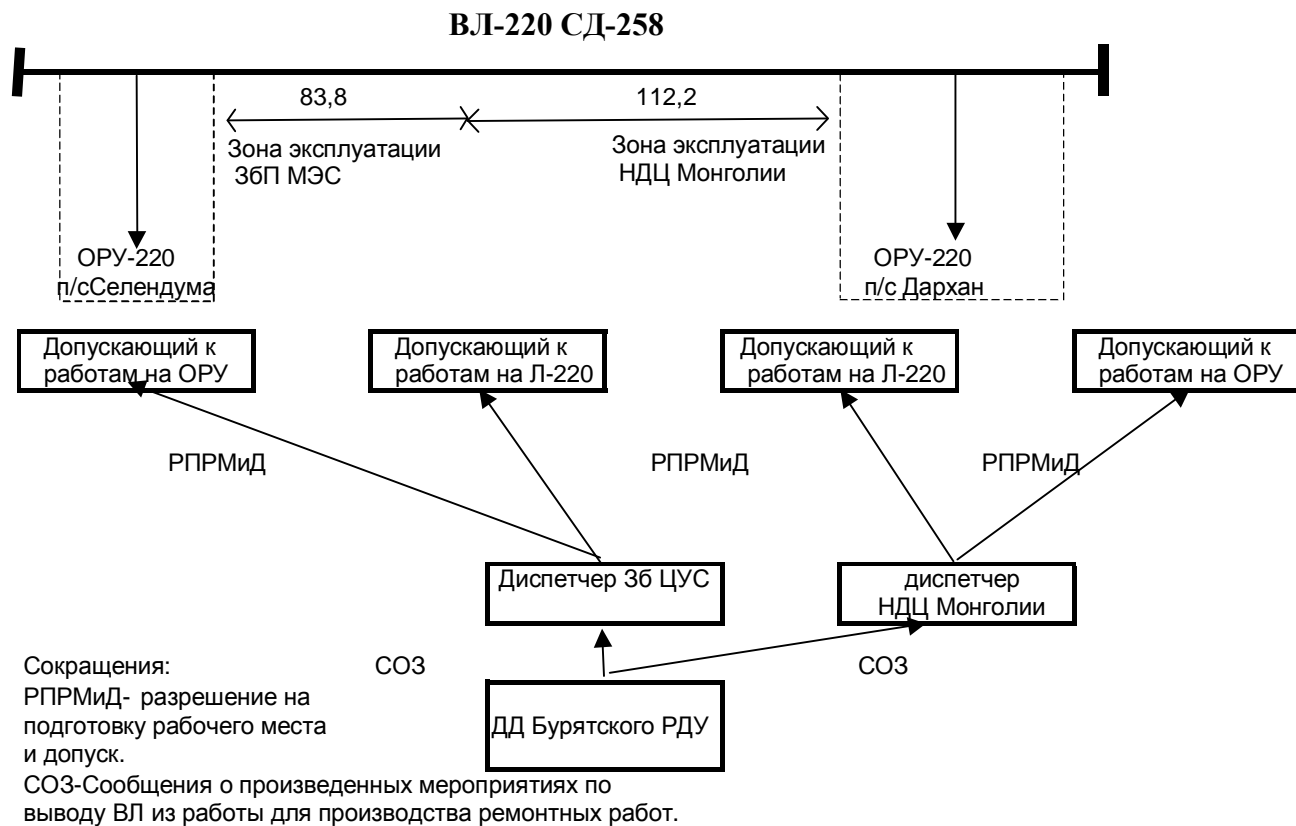 ВЛ-220 СД-258
83,8
112,2
Зона эксплуатации
ЗбП МЭС
Зона эксплуатации
НДЦ Монголии
ОРУ-220
п/сСелендума
ОРУ-220
п/с Дархан
Допускающий к
работам на ОРУ
Допускающий к
работам на Л-220
Допускающий к
работам на Л-220
Допускающий к
работам на ОРУ
РПРМиД
РПРМиД
РПРМиД
Диспетчер Зб ЦУС
диспетчер
НДЦ Монголии
СОЗ
СОЗ
ДД Бурятского РДУ
Сокращения:
РПРМиД- разрешение на
подготовку рабочего места
и допуск.
СОЗ-Сообщения о произведенных мероприятиях по
выводу ВЛ из работы для производства ремонтных работ.